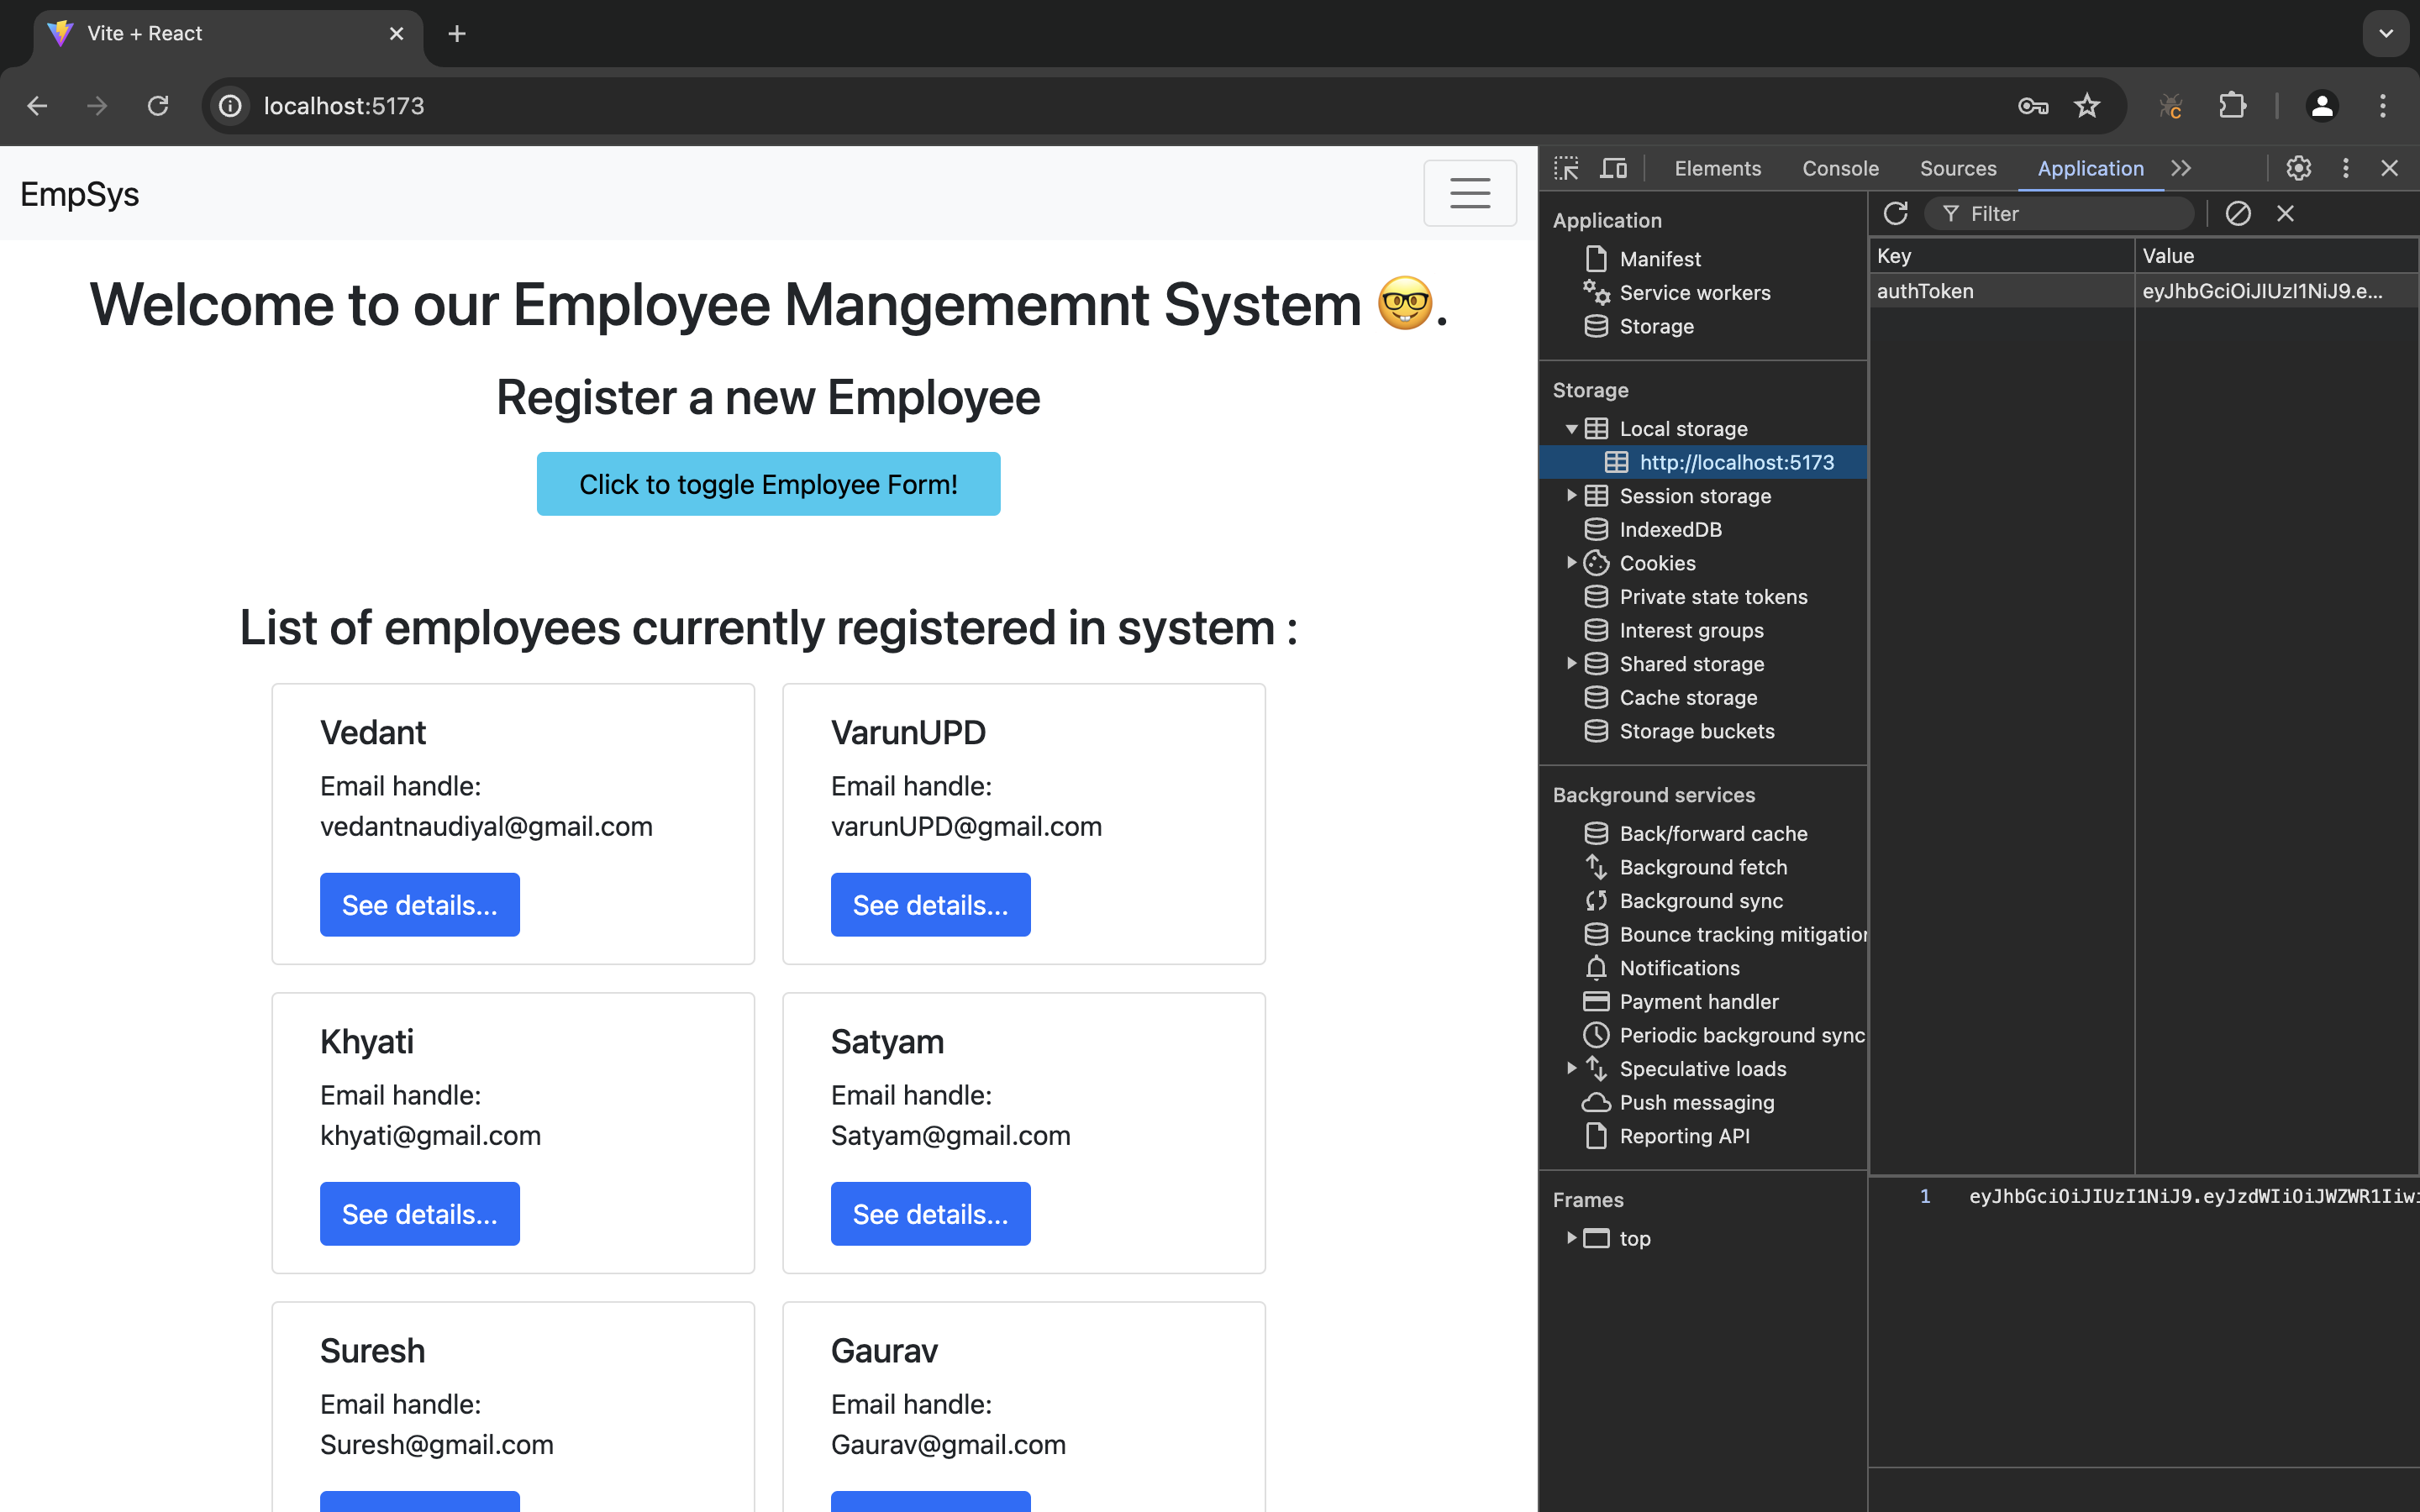 Vite + React
localhost:5173
EmpSys
Welcome to our Employee Mangememnt System 🤓.
Register a new Employee
Click to toggle Employee Form!
List of employees currently registered in system :
Vedant
Email handle:
vedantnaudiyal@gmail.com
See details...
VarunUPD
Email handle:
varunUPD@gmail.com
See details...
Khyati
Email handle:
khyati@gmail.com
See details...
Satyam
Email handle:
Satyam@gmail.com
See details...
Suresh
Email handle:
Suresh@gmail.com
Gaurav
Email handle:
Gaurav@gmail.com
Elements Console Sources Application
Application
Manifest
Service workers
Storage
Storage
Local storage
http://localhost:5173
Session storage
IndexedDB
Cookies
Private state tokens
Interest groups
Shared storage
Cache storage
Storage buckets
Background services
Back/forward cache
Background fetch
Background sync
Bounce tracking mitigation
Notifications
Payment handler
Periodic background sync
Speculative loads
Push messaging
Reporting API
Frames
top
Filter
Key Value
authToken eyJhbGciOiJIUzI1NiJ9.e...
1 eyJhbGciOiJIUzI1NiJ9.eyJzdWIiOiJWZWR1Iiwi